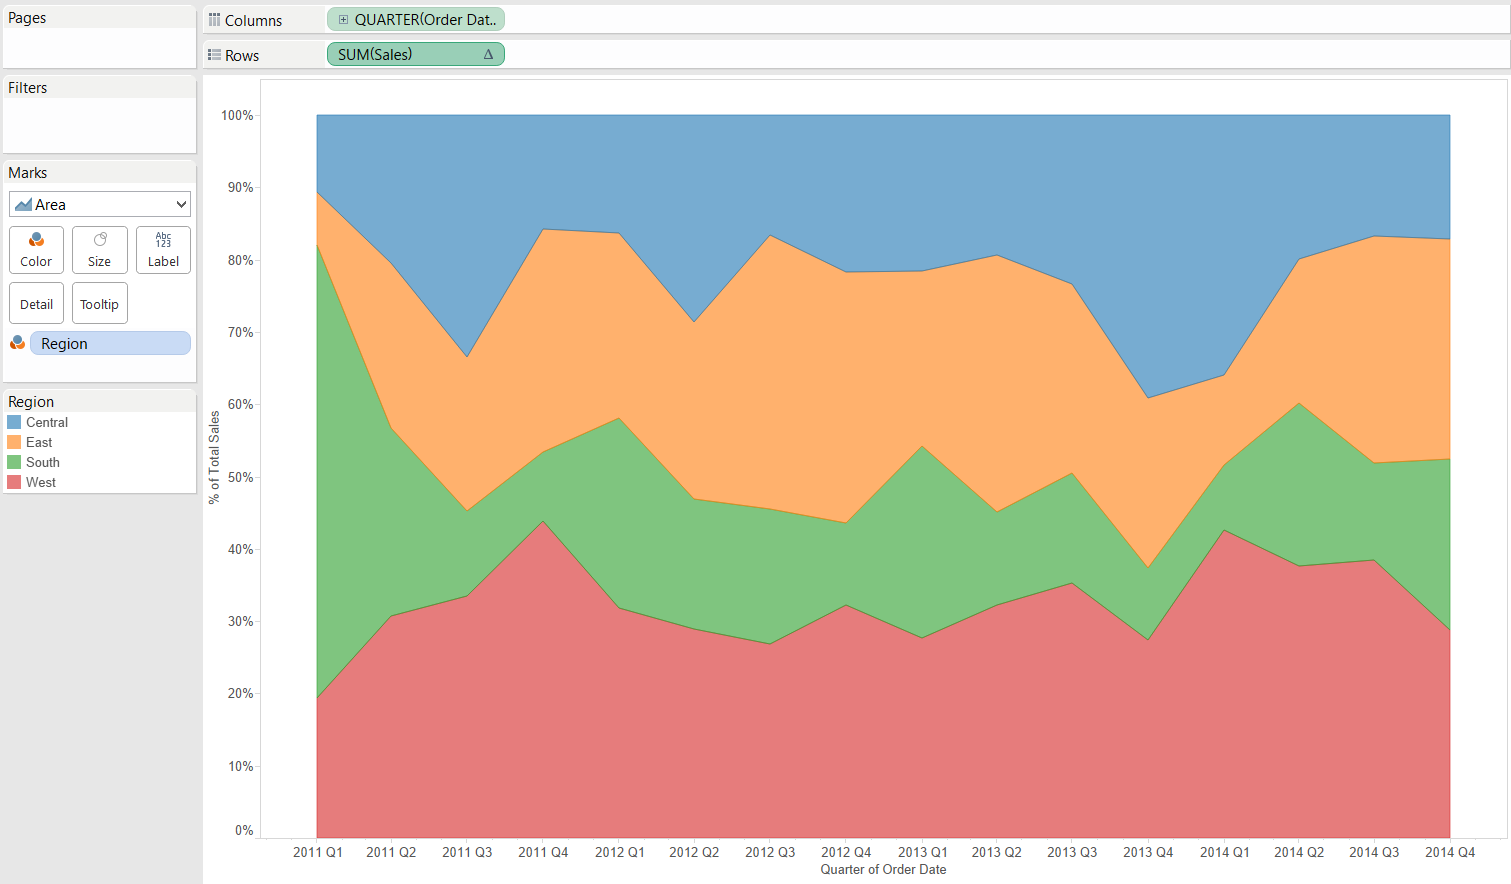 Pages
Columns
QUARTER(Order Dat..
Rows
SUM(Sales) Δ
Filters
Marks
Area
Color
Size
Abc
123
Label
Detail
Tooltip
Region
Region
Central
East
South
West
% of Total Sales
100%
90%
80%
70%
60%
50%
40%
30%
20%
10%
0%
2011 Q1 2011 Q2 2011 Q3 2011 Q4 2012 Q1 2012 Q2 2012 Q3 2012 Q4 2013 Q1 2013 Q2 2013 Q3 2013 Q4 2014 Q1 2014 Q2 2014 Q3 2014 Q4
Quarter of Order Date